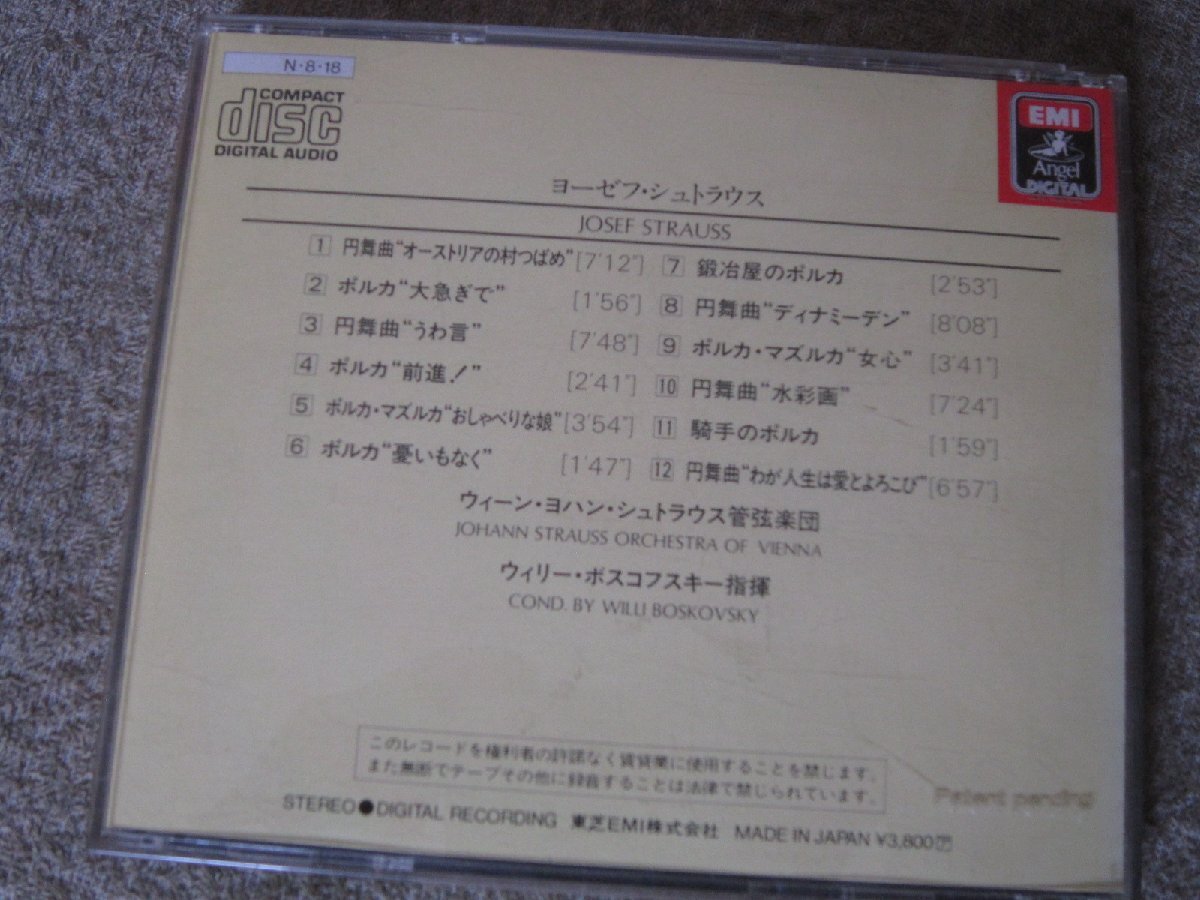 N-8-18
COMPACT
disc
DIGITAL AUDIO
EMI
Angel
DIGITAL
ヨーゼフ・シュトラウス
JOSEF STRAUSS
1 円舞曲“オーストリアの村つばめ” [7'12"]
2 ポルカ“大急ぎで” [1'56"]
3 円舞曲“うわ言” [7'48"]
4 ポルカ“前進!” [2'41"]
5 ポルカ・マズルカ“おしゃべりな娘” [3'54"]
6 ポルカ“憂いもなく” [1'47"]
7 鍛冶屋のポルカ [2'53"]
8 円舞曲“ディナミーデン” [8'08"]
9 ポルカ・マズルカ“女心” [3'41"]
10 円舞曲“水彩画” [7'24"]
11 騎手のポルカ [1'59"]
12 円舞曲“わが人生は愛とよろこび” [6'57"]
ウィーン・ヨハン・シュトラウス管弦楽団
JOHANN STRAUSS ORCHESTRA OF VIENNA
ウィリー・ボスコフスキー指揮
COND. BY WILLI BOSKOVSKY
このレコードを権利者の許諾なく賃貸業に使用することを禁じます。
また無断でテープその他に録音することは法律で禁じられています。
Patent pending
STEREO●DIGITAL RECORDING 東芝EMI株式会社 MADE IN JAPAN ¥3,800